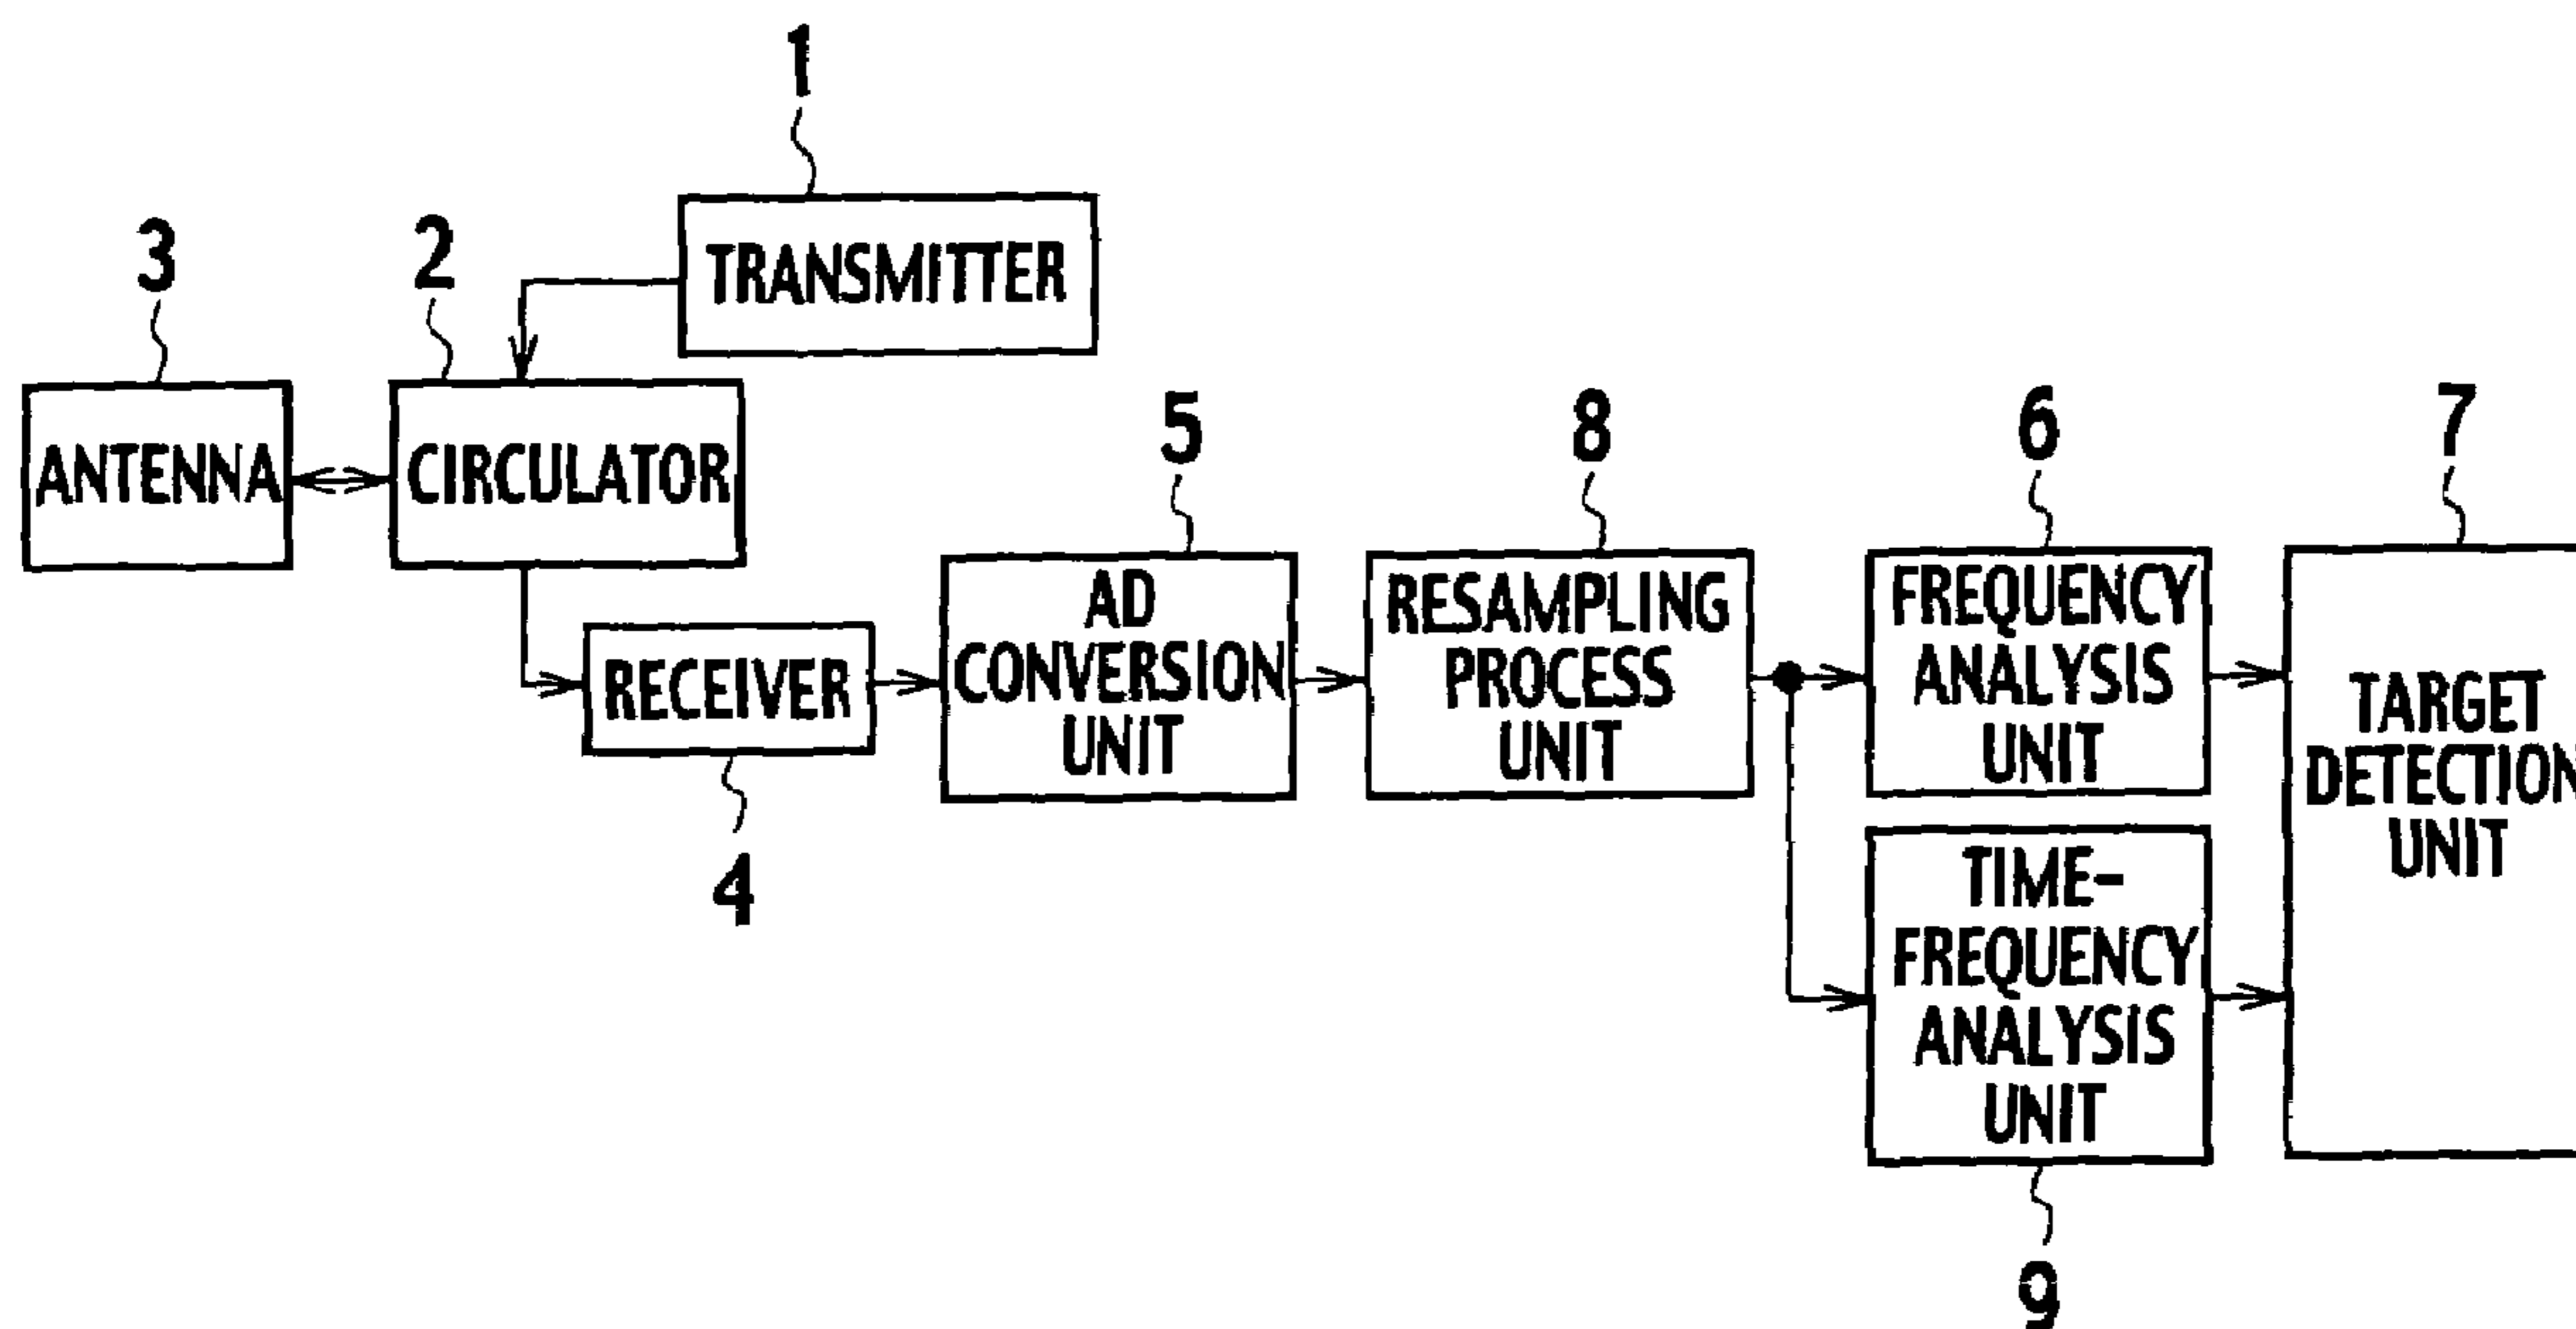 1
TRANSMITTER
3
2
ANTENNA
CIRCULATOR
5
8
6
7
RECEIVER
4
AD
CONVERSION
UNIT
RESAMPLING
PROCESS
UNIT
FREQUENCY
ANALYSIS
UNIT
TARGET
DETECTION
UNIT
TIME-
FREQUENCY
ANALYSIS
UNIT
9